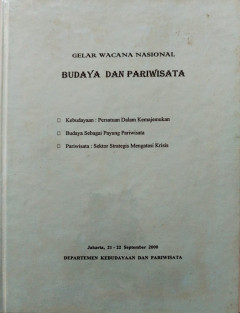 GELAR WACANA NASIONAL
BUDAYA DAN PARIWISATA
Kebudayaan : Persatuan Dalam Kemajemukan
Budaya Sebagai Payung Pariwisata
Pariwisata : Sektor Strategis Mengatasi Krisis
Jakarta, 21 - 22 September 2000
DEPARTEMEN KEBUDAYAAN DAN PARIWISATA